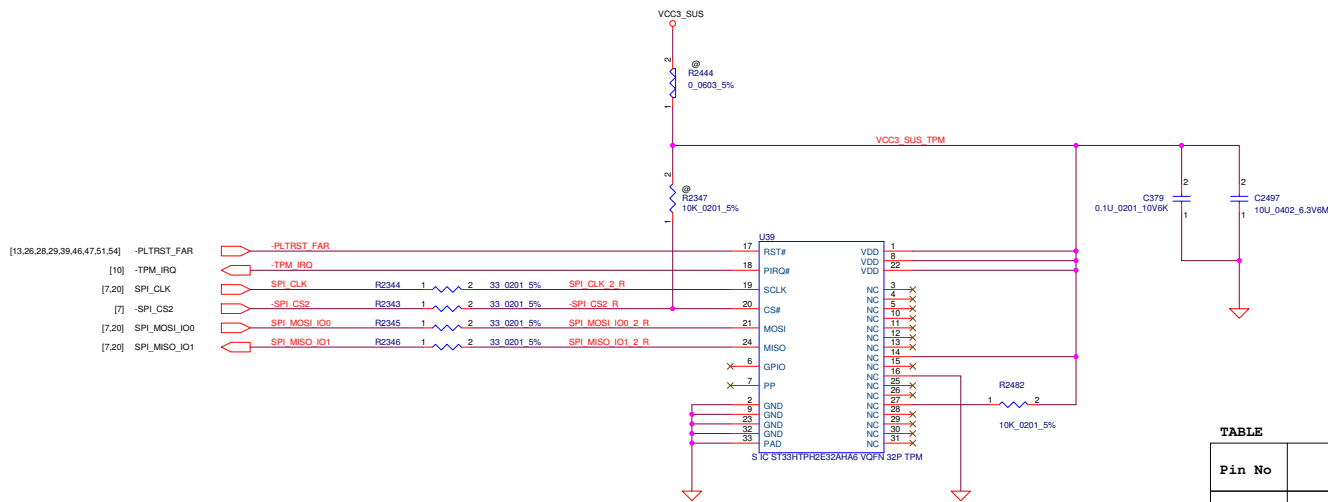 VCC3_SUS
2
@
R2444
0_0603_5%
1
VCC3_SUS_TPM
2
@
R2347
10K_0201_5%
1
2
C379
0.1U_0201_10V6K
1
2
C2497
10U_0402_6.3V6M
1
U39
[13,26,28,29,39,46,47,51,54] -PLTRST_FAR -PLTRST_FAR 17 RST#
[10] -TPM_IRQ -TPM_IRQ 18 PIRQ#
[7,20] SPI_CLK SPI_CLK R2344 1 2 33_0201_5% SPI_CLK_2_R 19 SCLK
[7] -SPI_CS2 -SPI_CS2 R2343 1 2 33_0201_5% -SPI_CS2_R 20 CS#
[7,20] SPI_MOSI_IO0 SPI_MOSI_IO0 R2345 1 2 33_0201_5% SPI_MOSI_IO0_2_R 21 MOSI
[7,20] SPI_MISO_IO1 SPI_MISO_IO1 R2346 1 2 33_0201_5% SPI_MISO_IO1_2_R 24 MISO
6 GPIO
7 PP
2 GND
9 GND
23 GND
32 GND
33 PAD
VDD 1
VDD 8
VDD 22
NC 3
NC 4
NC 5
NC 10
NC 11
NC 12
NC 13
NC 14
NC 15
NC 16
NC 25
NC 26
NC 27
NC 28
NC 29
NC 30
NC 31
R2482
1 2
10K_0201_5%
S IC ST33HTPH2E32AHA6 VQFN 32P TPM
TABLE
Pin No